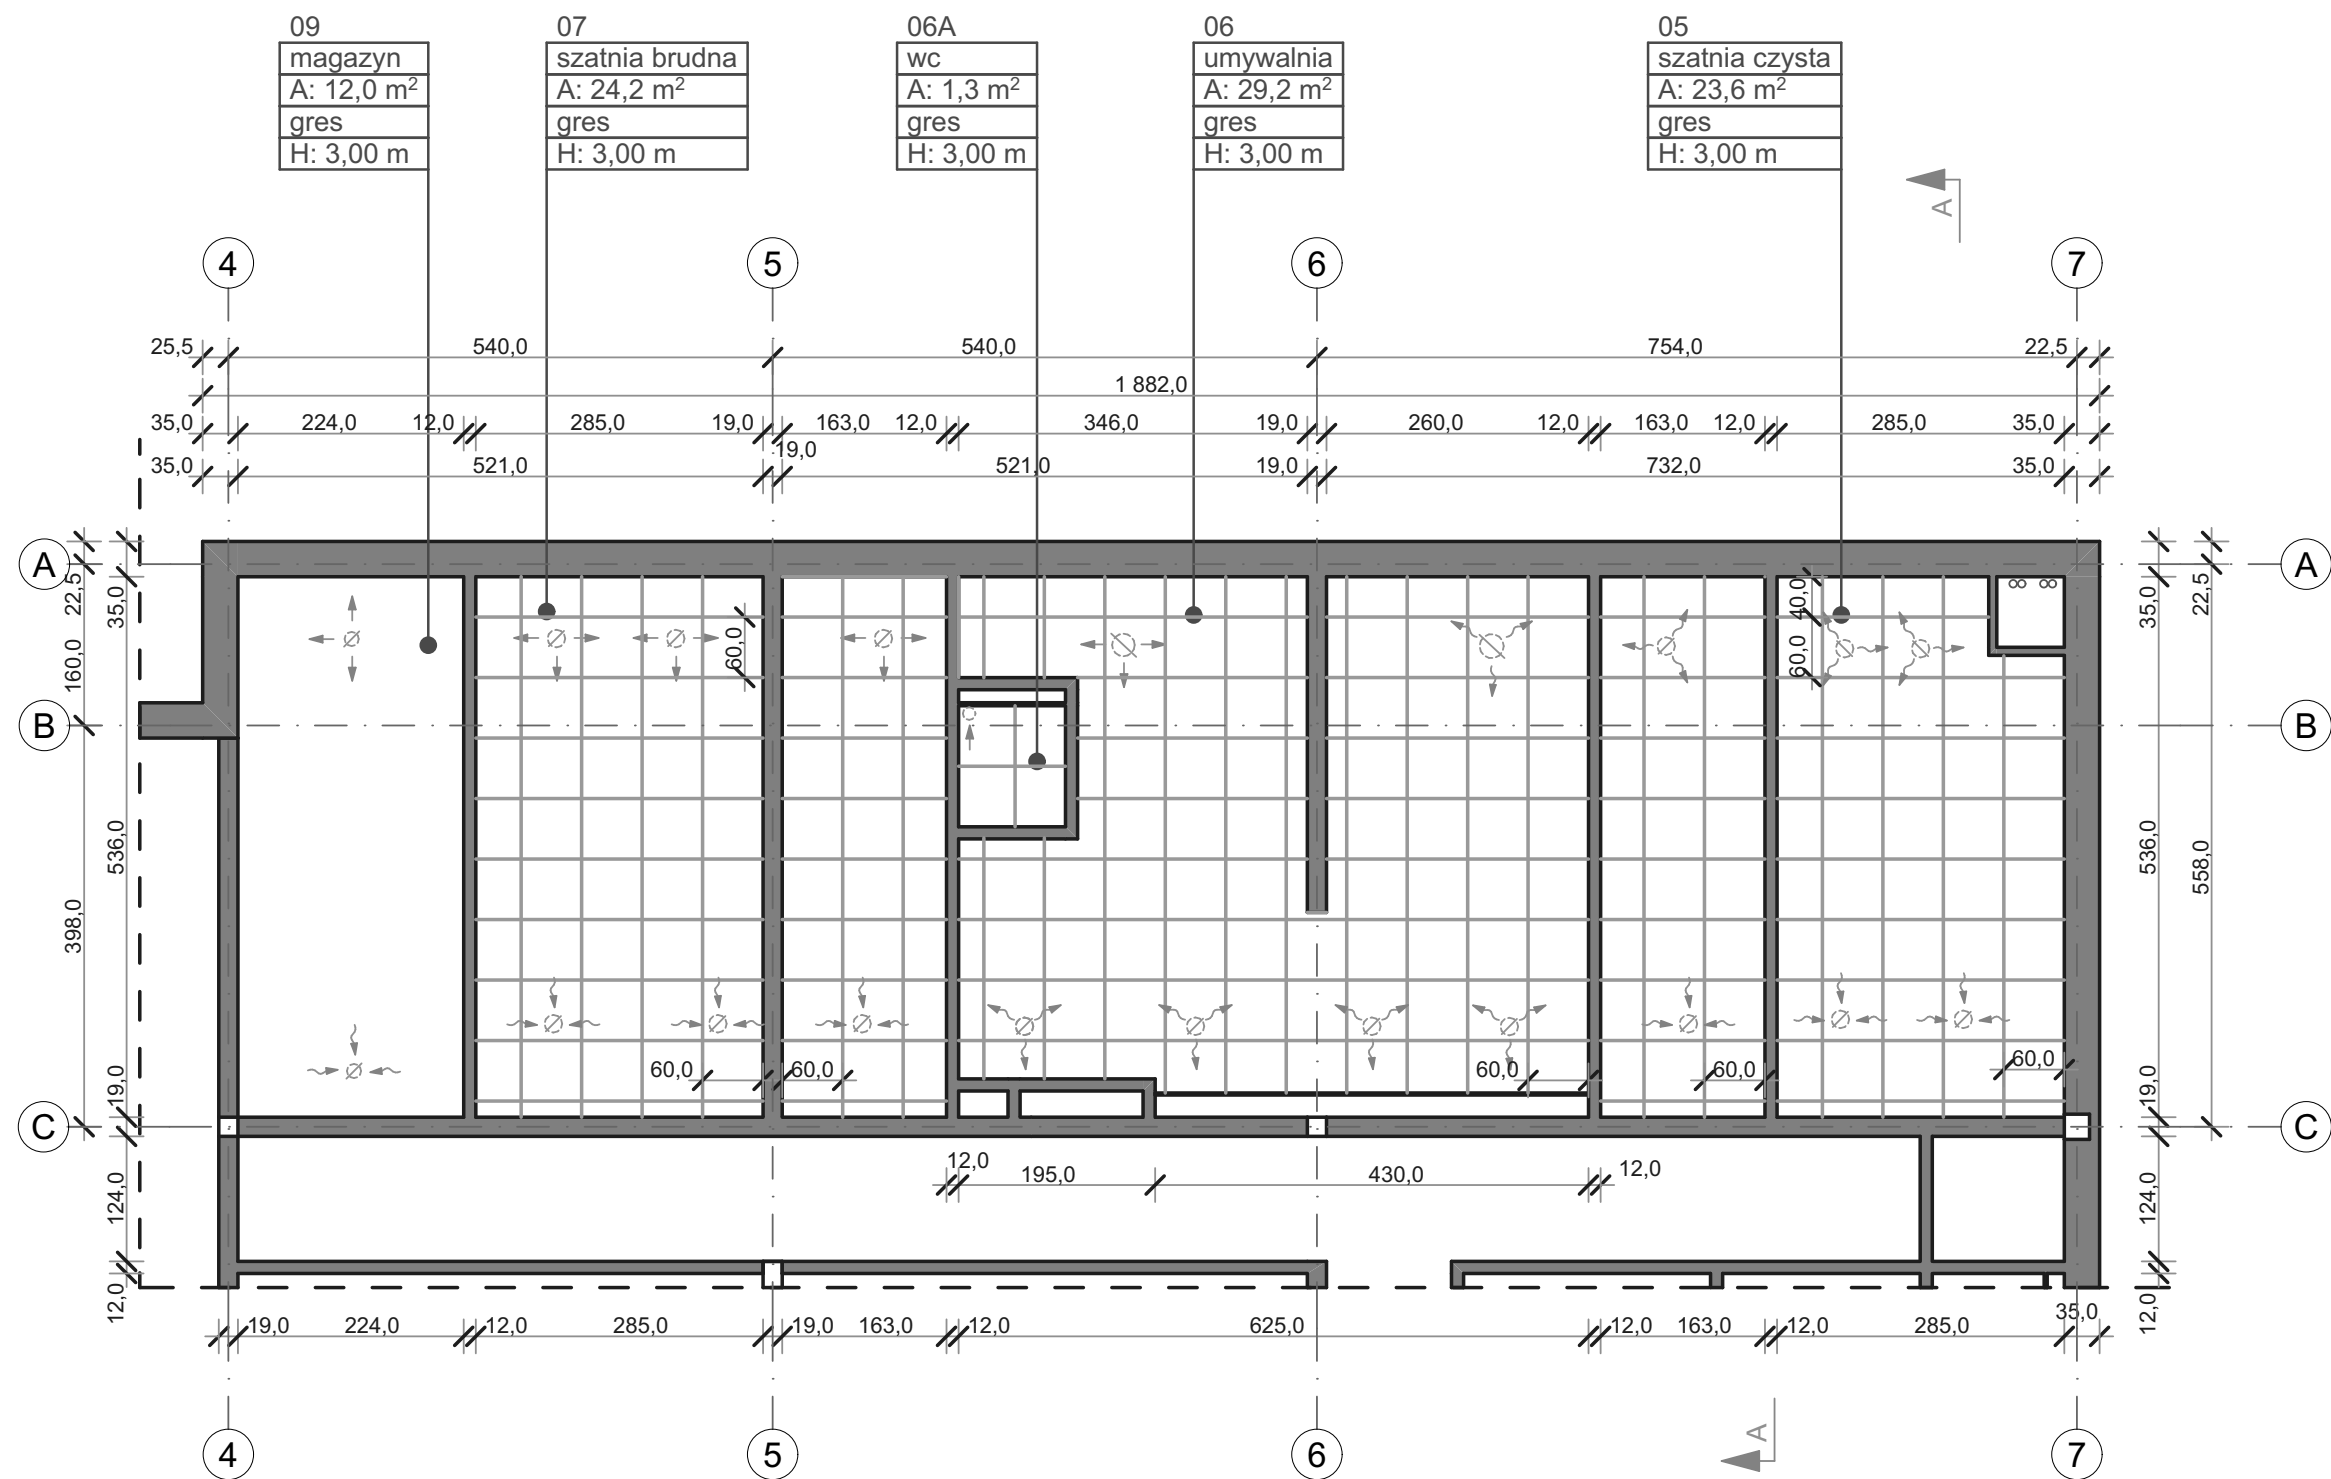 09
magazyn
A: 12,0 m²
gres
H: 3,00 m
07
szatnia brudna
A: 24,2 m²
gres
H: 3,00 m
06A
wc
A: 1,3 m²
gres
H: 3,00 m
06
umywalnia
A: 29,2 m²
gres
H: 3,00 m
05
szatnia czysta
A: 23,6 m²
gres
H: 3,00 m
A
4 5 6 7
25,5 540,0 540,0 754,0 22,5
1 882,0
35,0 224,0 12,0 285,0 19,0 163,0 12,0 346,0 19,0 260,0 12,0 163,0 12,0 285,0 35,0
19,0
35,0 521,0 521,0 19,0 732,0 35,0
A A
22,5 35,0 40,0 35,0 22,5
160,0 60,0 60,0
B B
536,0 536,0 558,0
398,0
60,0 60,0 60,0 60,0 60,0
19,0 19,0
C C
12,0 195,0 430,0 12,0
124,0 124,0
12,0 12,0
35,0
19,0 224,0 12,0 285,0 19,0 163,0 12,0 625,0 12,0 163,0 12,0 285,0
A
4 5 6 7